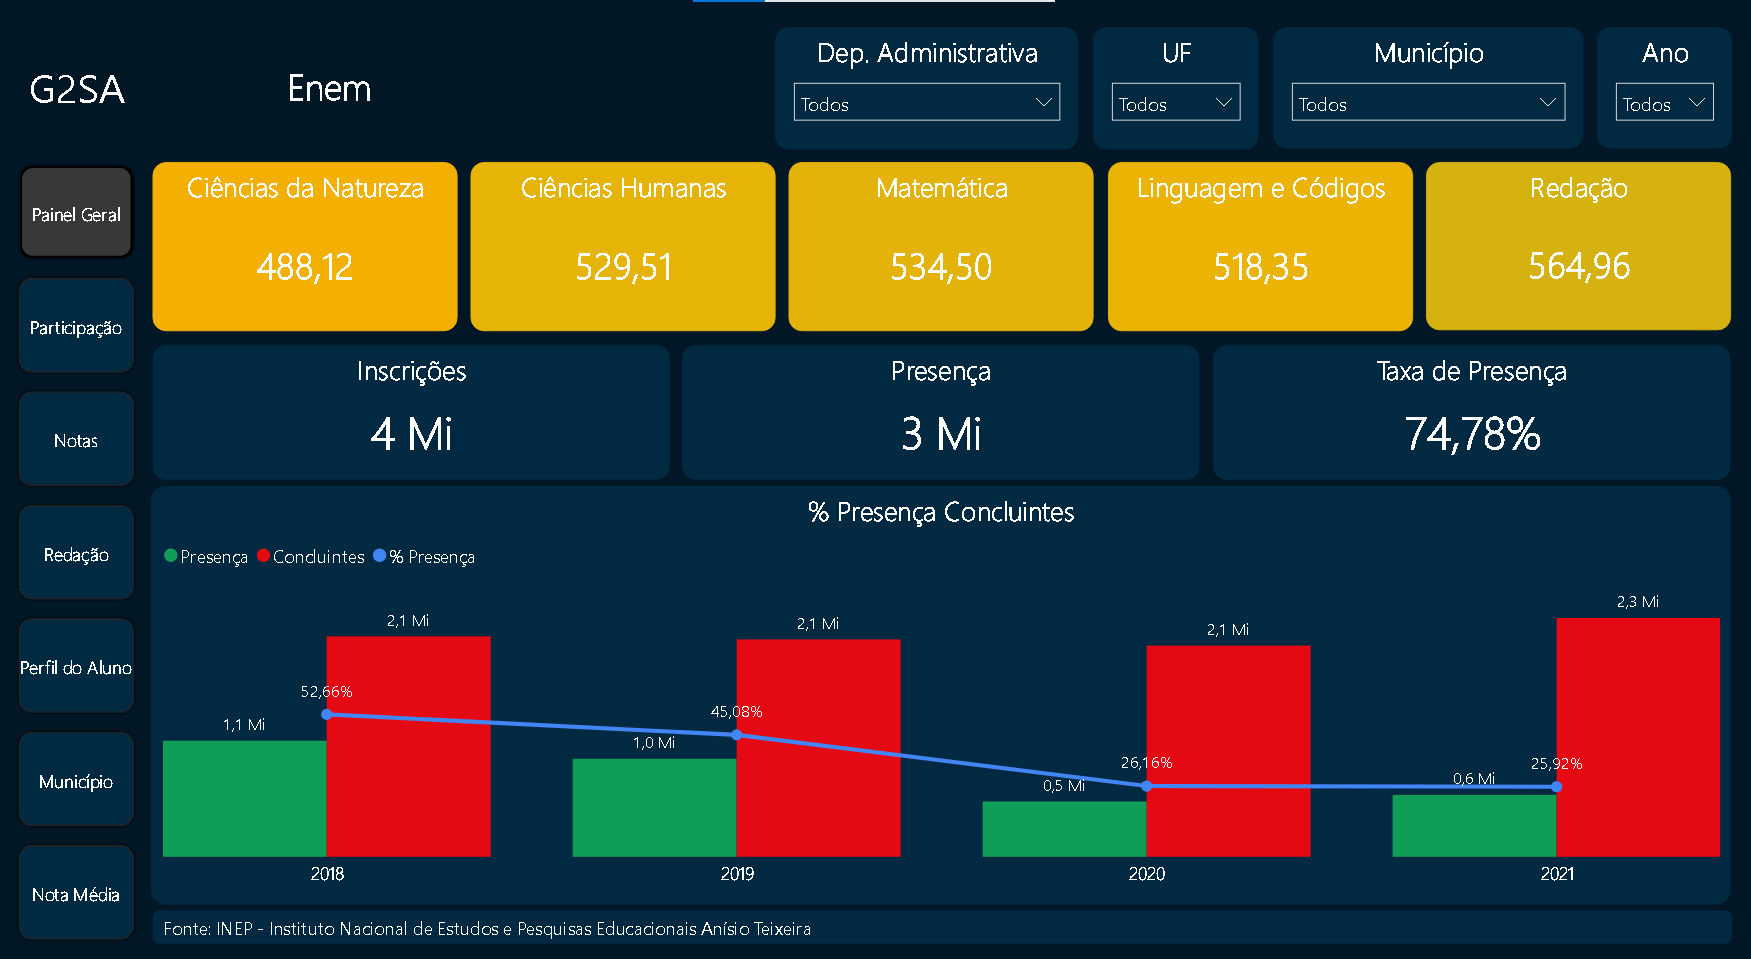 G2SA
Enem
Dep. Administrativa
Todos
UF
Todos
Município
Todos
Ano
Todos
Painel Geral
Participação
Notas
Redação
Perfil do Aluno
Município
Nota Média
Ciências da Natureza
488,12
Ciências Humanas
529,51
Matemática
534,50
Linguagem e Códigos
518,35
Redação
564,96
Inscrições
4 Mi
Presença
3 Mi
Taxa de Presença
74,78%
% Presença Concluintes
Presença Concluintes % Presença
2,1 Mi
2,1 Mi
2,1 Mi
2,3 Mi
52,66%
45,08%
26,16%
25,92%
1,1 Mi
1,0 Mi
0,5 Mi
0,6 Mi
2018
2019
2020
2021
Fonte: INEP - Instituto Nacional de Estudos e Pesquisas Educacionais Anísio Teixeira